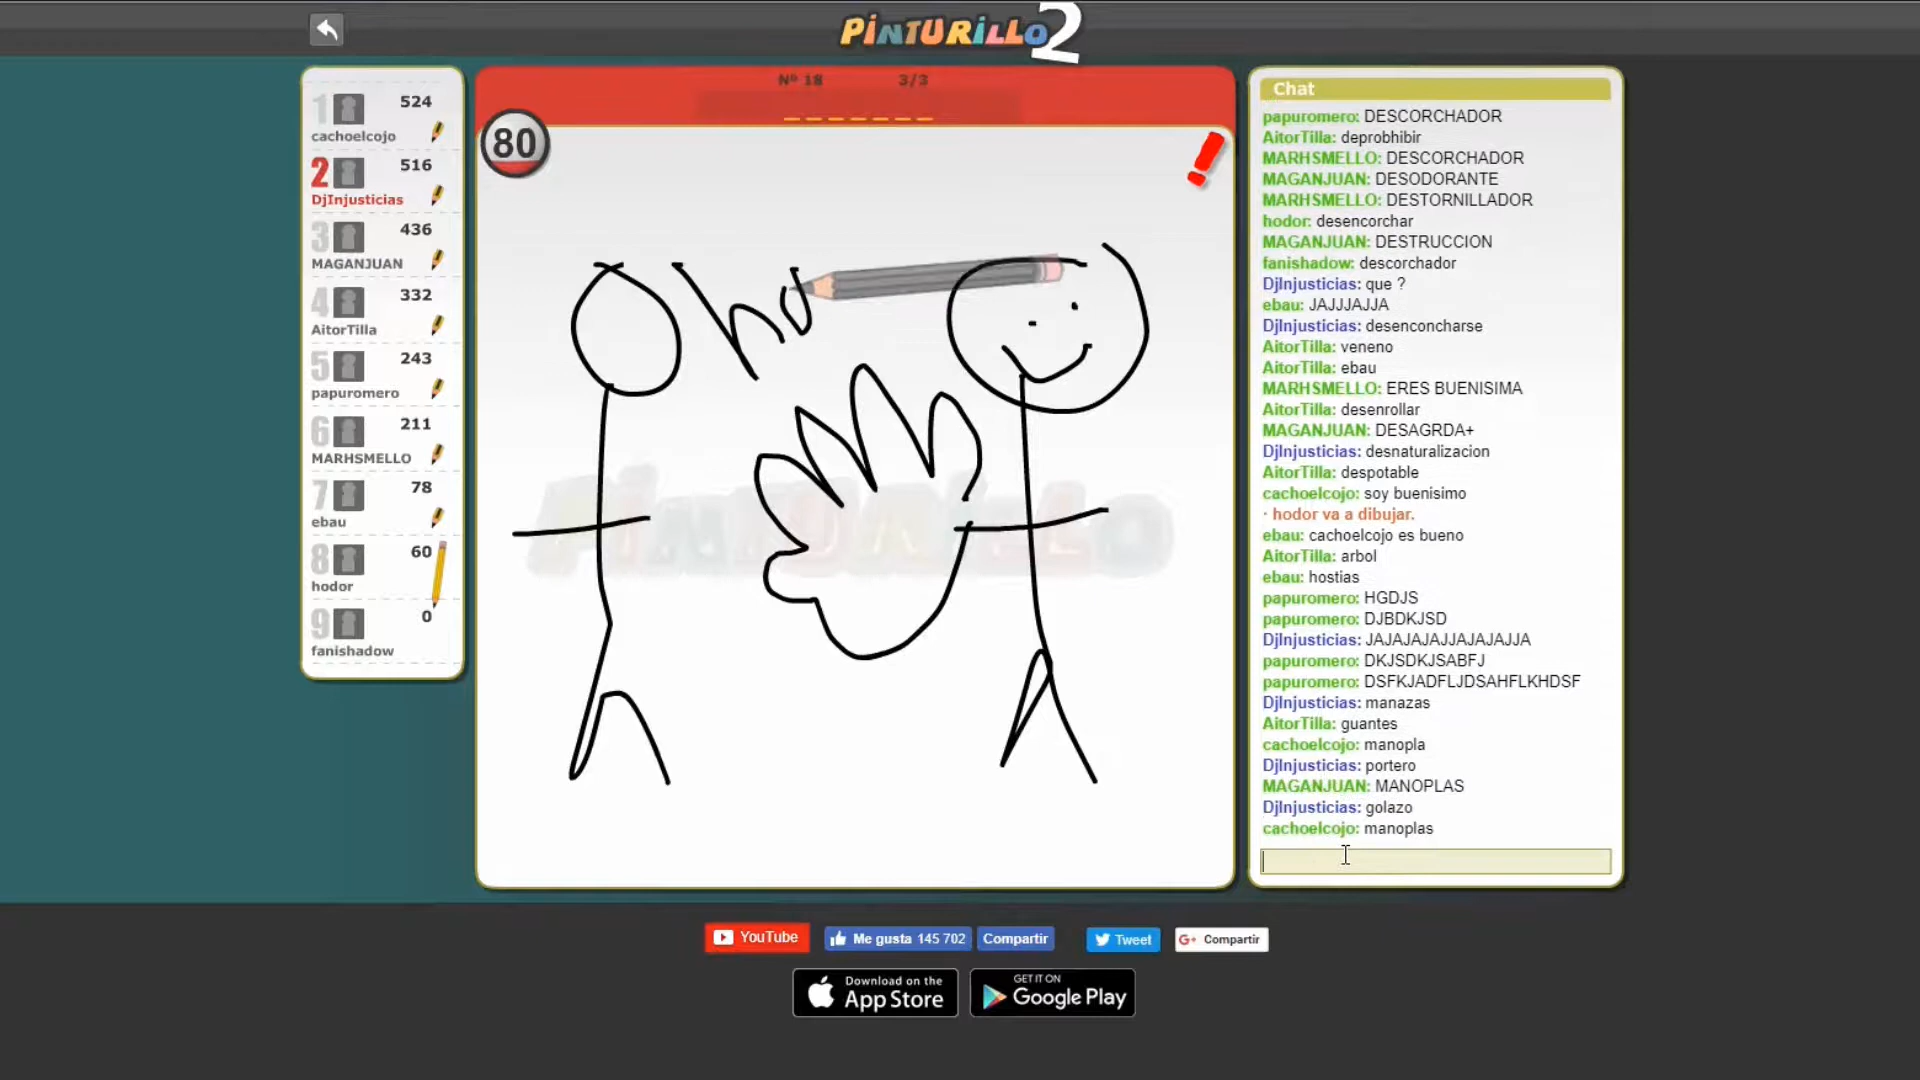 PINTURILLO 2
1 524
cachoelcojo
2 516
DjInjusticias
3 436
MAGANJUAN
4 332
AitorTilla
5 243
papuromero
6 211
MARHSMELLO
7 78
ebau
8 60
hodor
9 0
fanishadow
Nº 18 3/3
80
ho
Pinturillo
Chat
papuromero: DESCORCHADOR
AitorTilla: deprobhibir
MARHSMELLO: DESCORCHADOR
MAGANJUAN: DESODORANTE
MARHSMELLO: DESTORNILLADOR
hodor: desencorchar
MAGANJUAN: DESTRUCCION
fanishadow: descorchador
DjInjusticias: que ?
ebau: JAJJJAJJA
DjInjusticias: desenconcharse
AitorTilla: veneno
AitorTilla: ebau
MARHSMELLO: ERES BUENISIMA
AitorTilla: desenrollar
MAGANJUAN: DESAGRDA+
DjInjusticias: desnaturalizacion
AitorTilla: despotable
cachoelcojo: soy buenisimo
· hodor va a dibujar.
ebau: cachoelcojo es bueno
AitorTilla: arbol
ebau: hostias
papuromero: HGDJS
papuromero: DJBDKJSD
DjInjusticias: JAJAJAJAJJAJAJAJJA
papuromero: DKJSDKJSABFJ
papuromero: DSFKJADFLJDSAHFLKHDSF
DjInjusticias: manazas
AitorTilla: guantes
cachoelcojo: manopla
DjInjusticias: portero
MAGANJUAN: MANOPLAS
DjInjusticias: golazo
cachoelcojo: manoplas
YouTube
Me gusta 145 702
Compartir
Tweet
G+ Compartir
Download on the
App Store
GET IT ON
Google Play